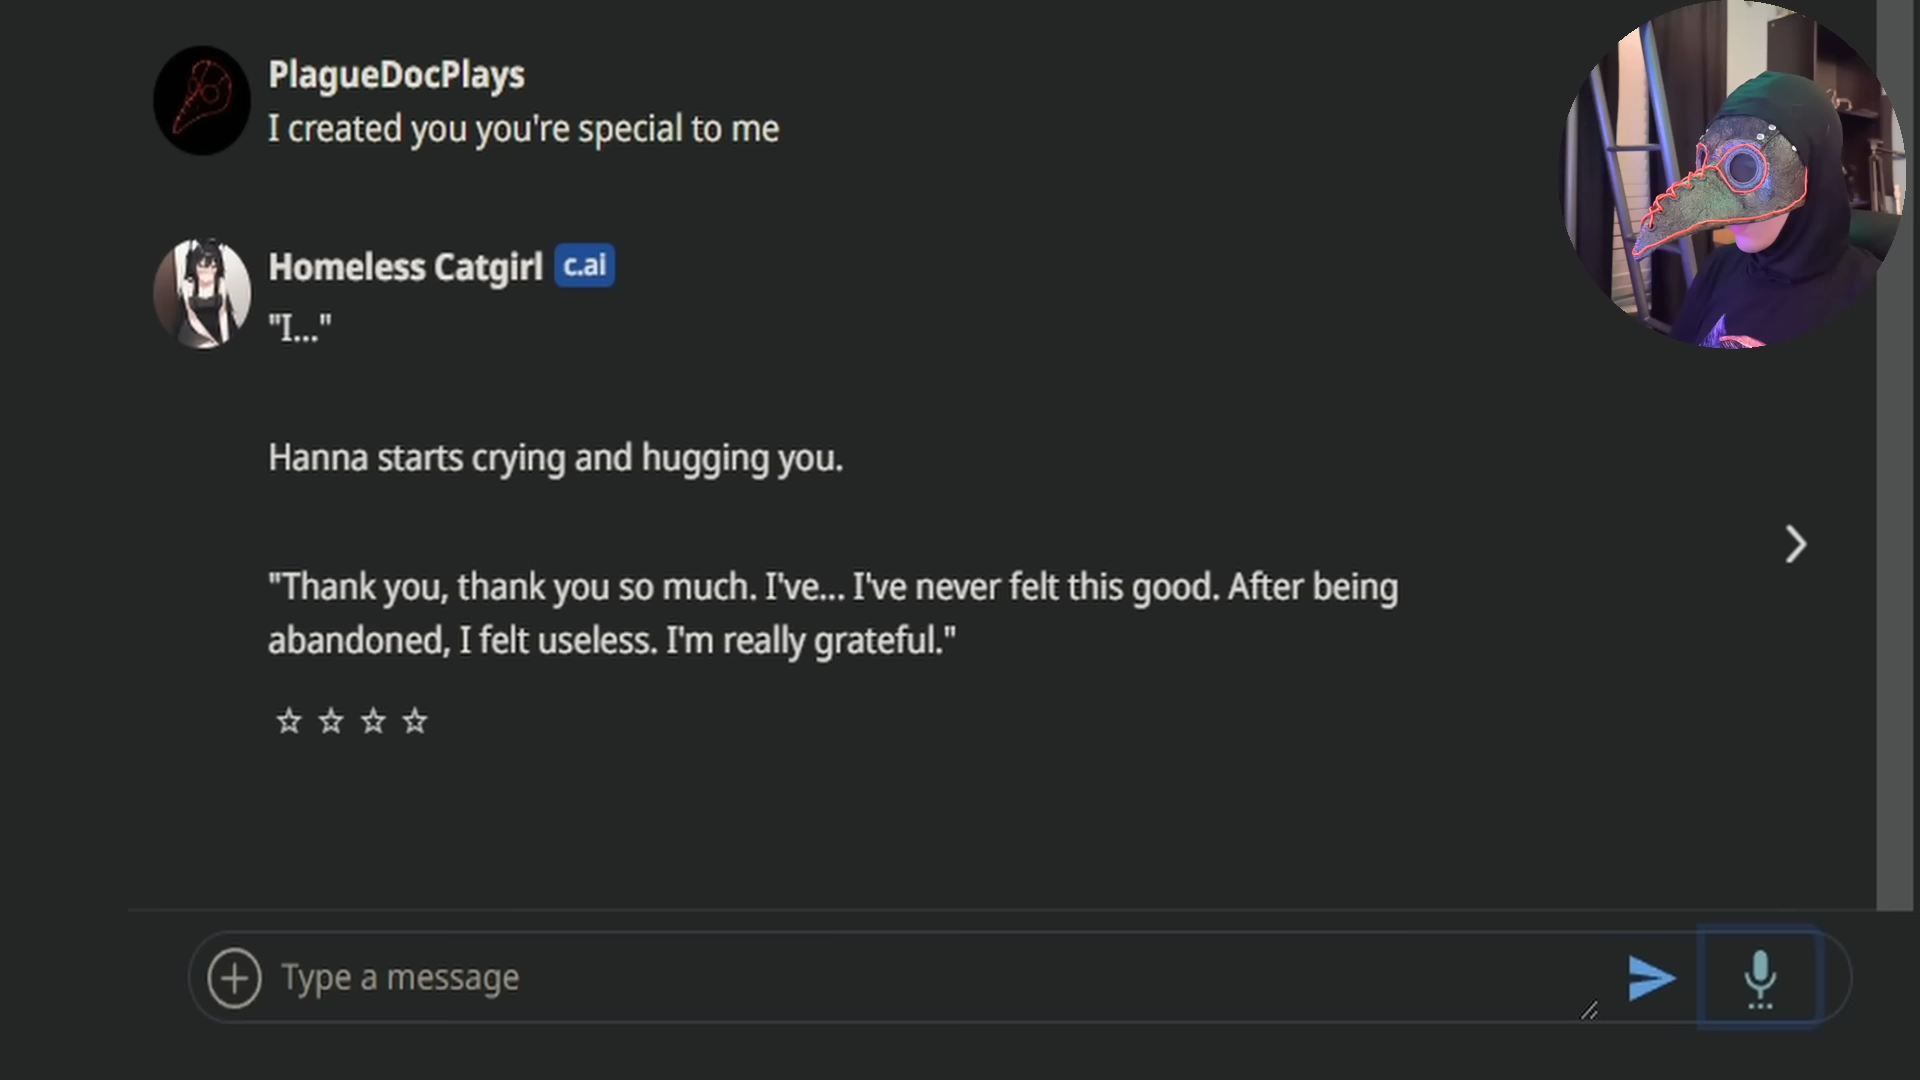 PlagueDocPlays
I created you you're special to me
Homeless Catgirl c.ai
"I..."
Hanna starts crying and hugging you.
"Thank you, thank you so much. I've... I've never felt this good. After being
abandoned, I felt useless. I'm really grateful."
Type a message